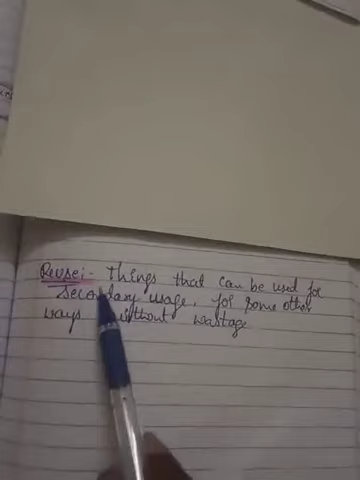 Reuse:- Things that can be used for
secondary usage, for some other
ways without wastage